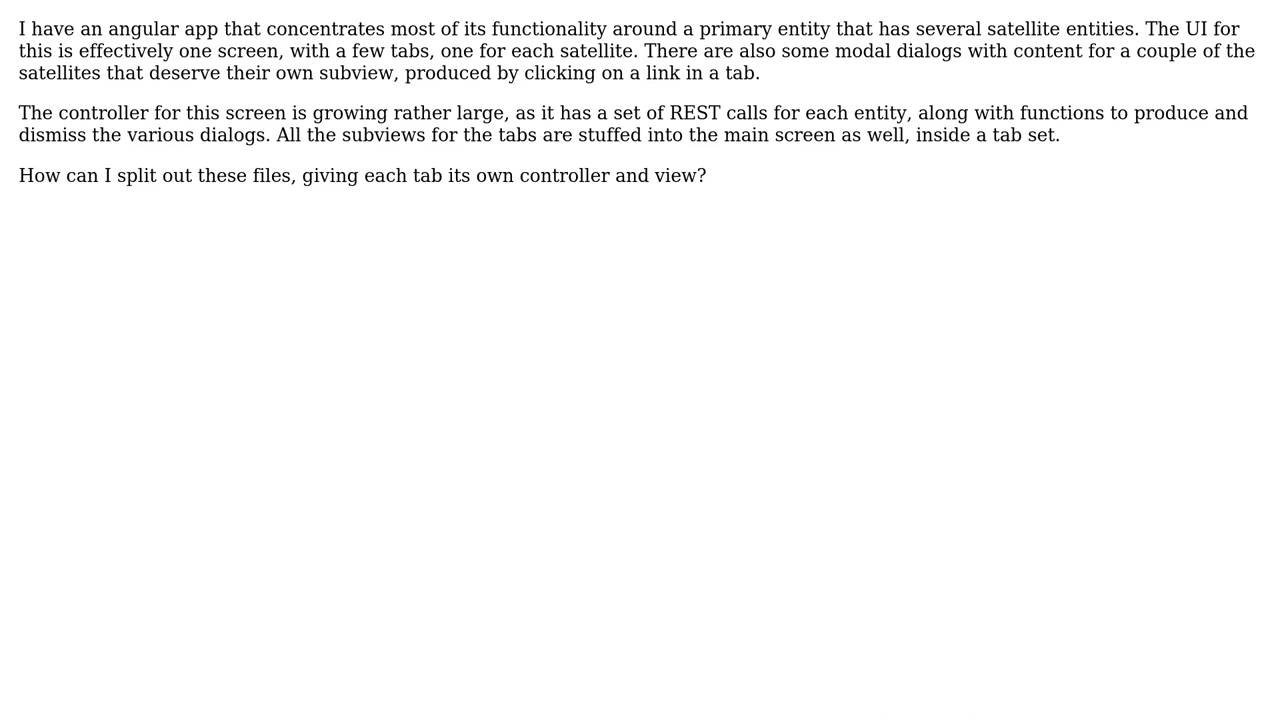 I have an angular app that concentrates most of its functionality around a primary entity that has several satellite entities. The UI for
this is effectively one screen, with a few tabs, one for each satellite. There are also some modal dialogs with content for a couple of the
satellites that deserve their own subview, produced by clicking on a link in a tab.
The controller for this screen is growing rather large, as it has a set of REST calls for each entity, along with functions to produce and
dismiss the various dialogs. All the subviews for the tabs are stuffed into the main screen as well, inside a tab set.
How can I split out these files, giving each tab its own controller and view?